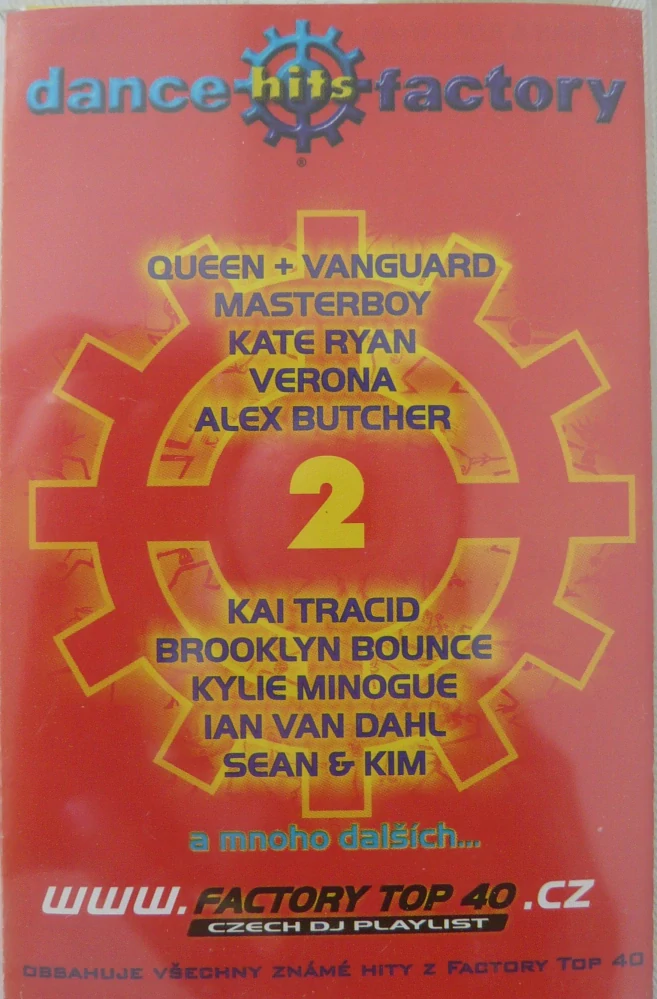 dance hits factory
®
QUEEN + VANGUARD
MASTERBOY
KATE RYAN
VERONA
ALEX BUTCHER
2
KAI TRACID
BROOKLYN BOUNCE
KYLIE MINOGUE
IAN VAN DAHL
SEAN & KIM
a mnoho dalších...
www.FACTORY TOP 40.CZ
CZECH DJ PLAYLIST
OBSAHUJE VŠECHNY ZNÁMÉ HITY Z FACTORY TOP 40